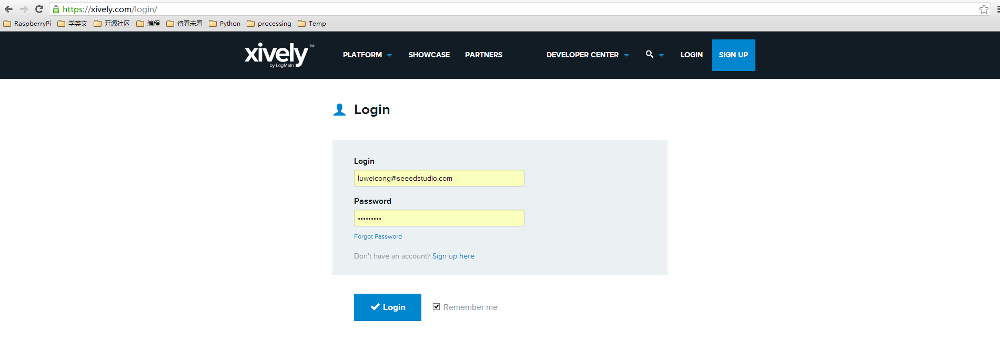 https://xively.com/login/
RaspberryPi 学英文 开源社区 编程 待看未看 Python processing Temp
xively™ PLATFORM SHOWCASE PARTNERS DEVELOPER CENTER LOGIN SIGN UP
by LogMeIn
Login
Login
luweicong@seeedstudio.com
Password
•••••••••
Forgot Password
Don't have an account? Sign up here
Login Remember me